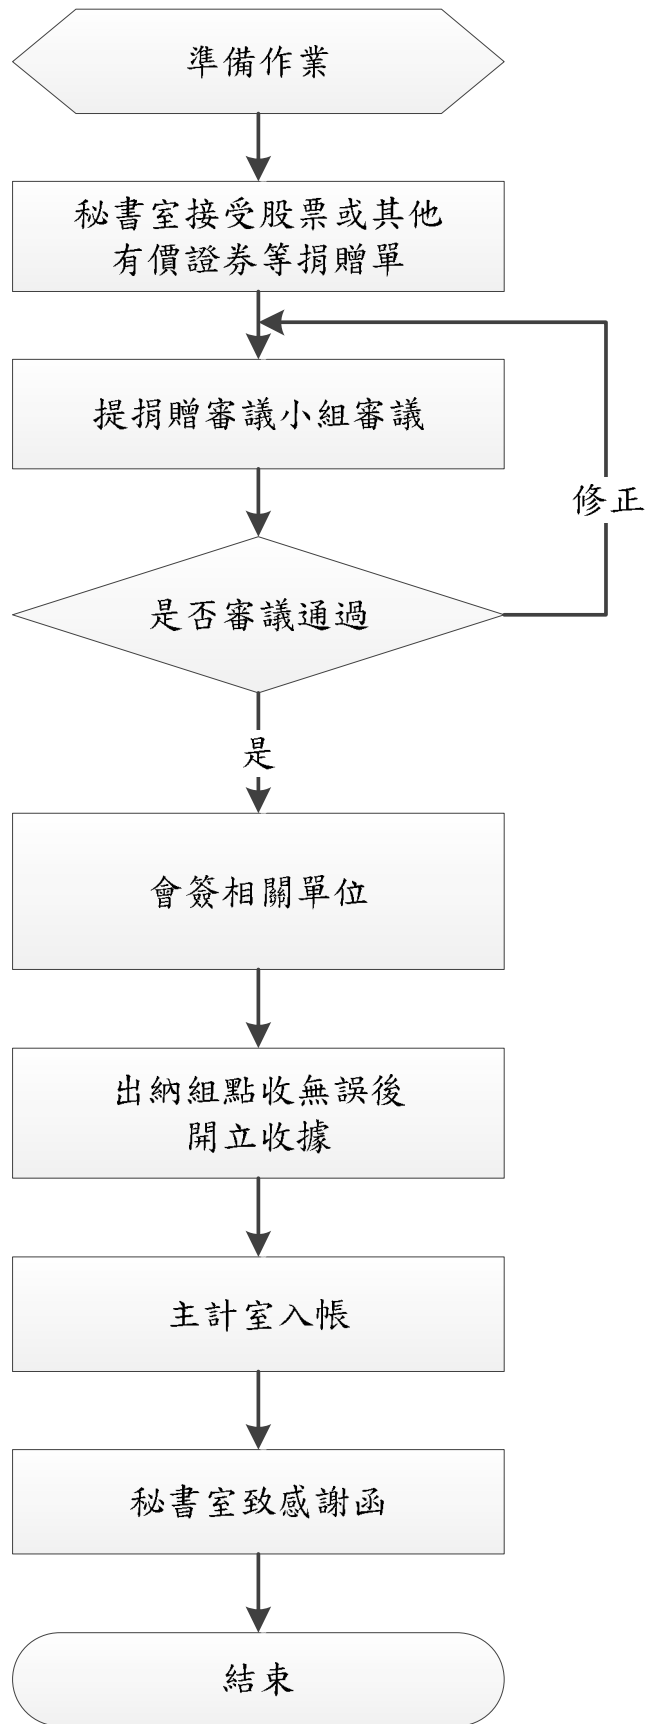 準備作業
秘書室接受股票或其他
有價證券等捐贈單
提捐贈審議小組審議
修正
是否審議通過
是
會簽相關單位
出納組點收無誤後
開立收據
主計室入帳
秘書室致感謝函
結束